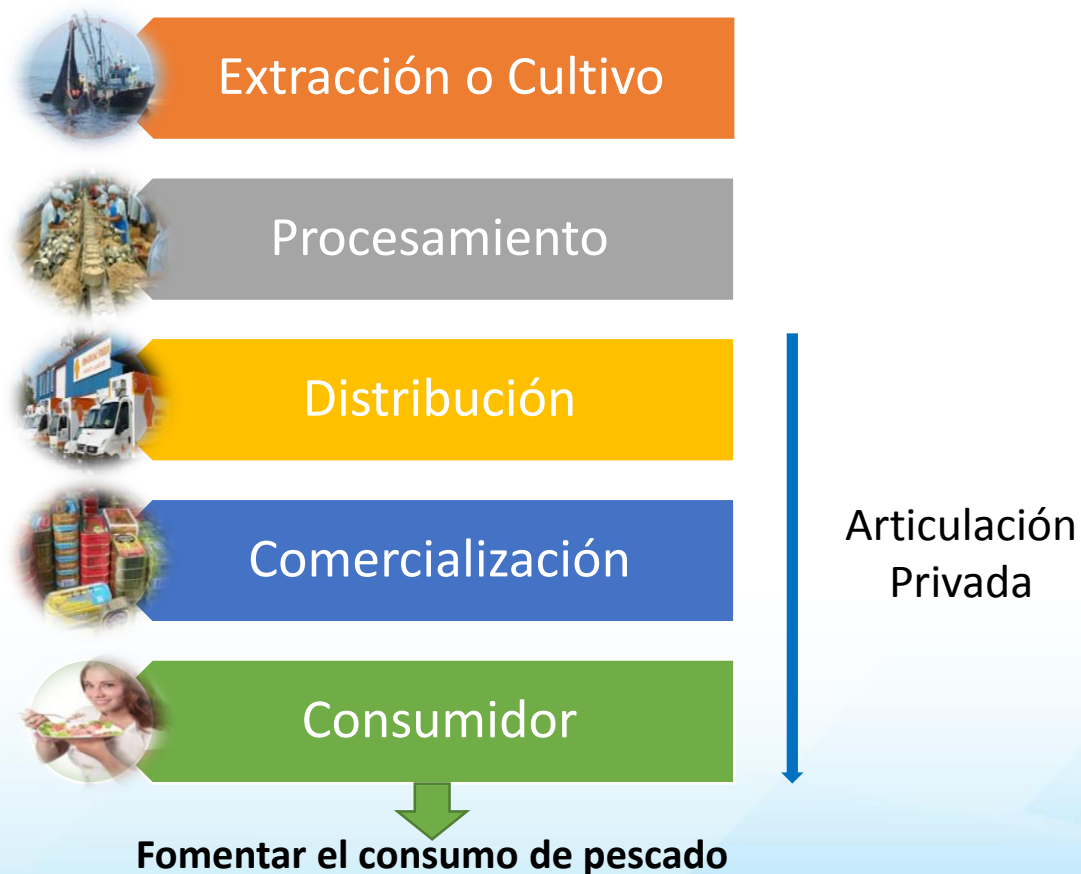 Extracción o Cultivo
Procesamiento
Distribución
Comercialización
Articulación
Privada
Consumidor
Fomentar el consumo de pescado